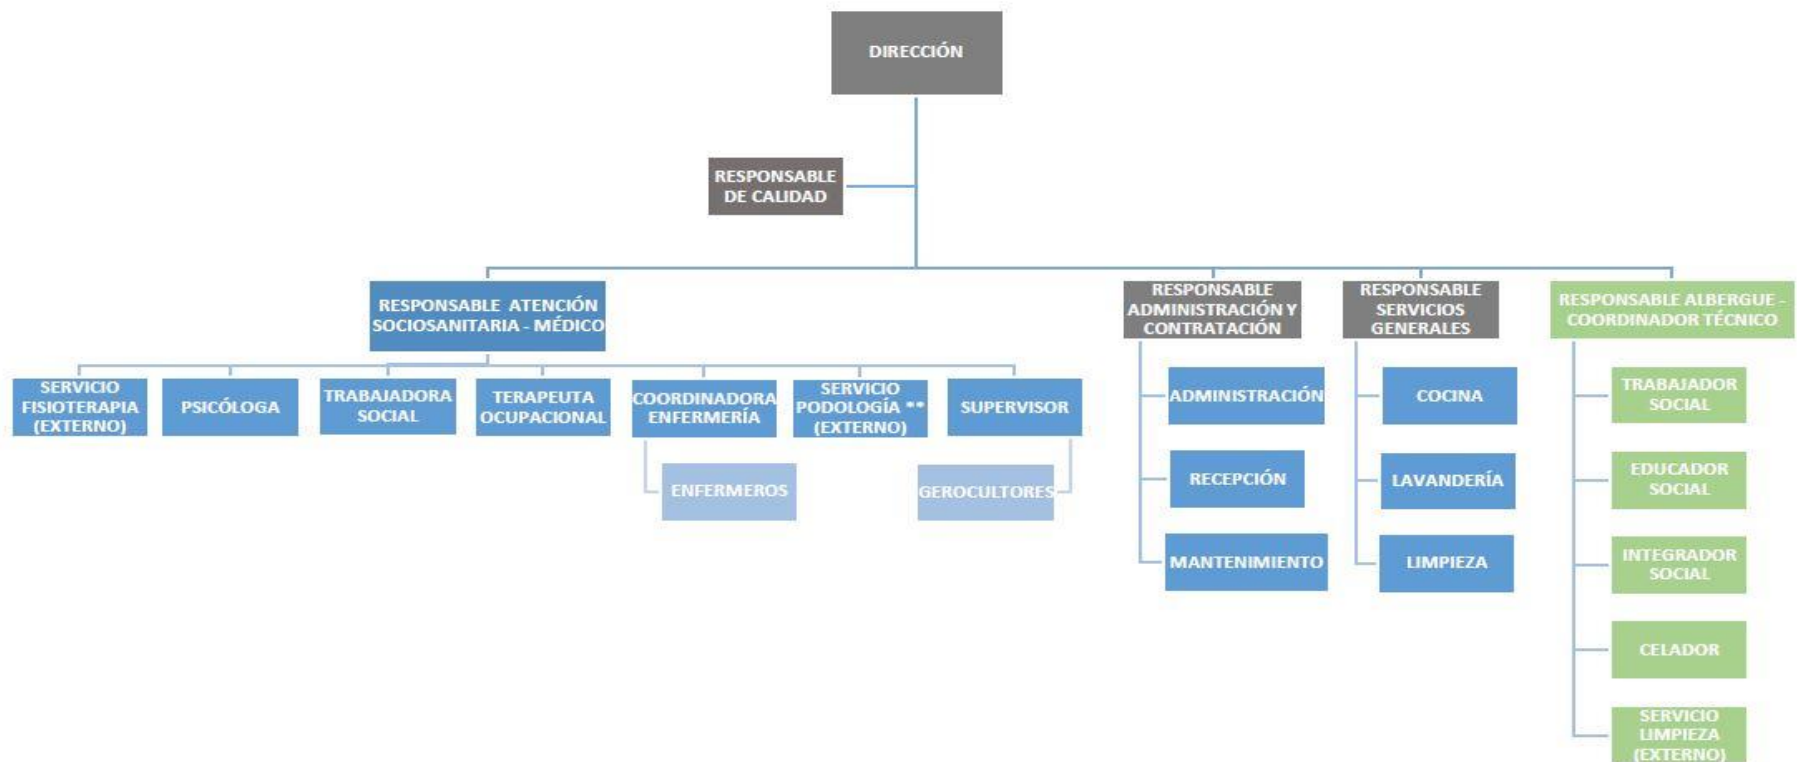 DIRECCIÓN
RESPONSABLE
DE CALIDAD
RESPONSABLE ATENCIÓN
SOCIOSANITARIA - MÉDICO
RESPONSABLE
ADMINISTRACIÓN Y
CONTRATACIÓN
RESPONSABLE
SERVICIOS
GENERALES
RESPONSABLE ALBERGUE -
COORDINADOR TÉCNICO
SERVICIO
FISIOTERAPIA
(EXTERNO)
PSICÓLOGA
TRABAJADORA
SOCIAL
TERAPEUTA
OCUPACIONAL
COORDINADORA
ENFERMERÍA
SERVICIO
PODOLOGÍA **
(EXTERNO)
SUPERVISOR
ENFERMEROS
GEROCULTORES
ADMINISTRACIÓN
RECEPCIÓN
MANTENIMIENTO
COCINA
LAVANDERÍA
LIMPIEZA
TRABAJADOR
SOCIAL
EDUCADOR
SOCIAL
INTEGRADOR
SOCIAL
CELADOR
SERVICIO
LIMPIEZA
(EXTERNO)